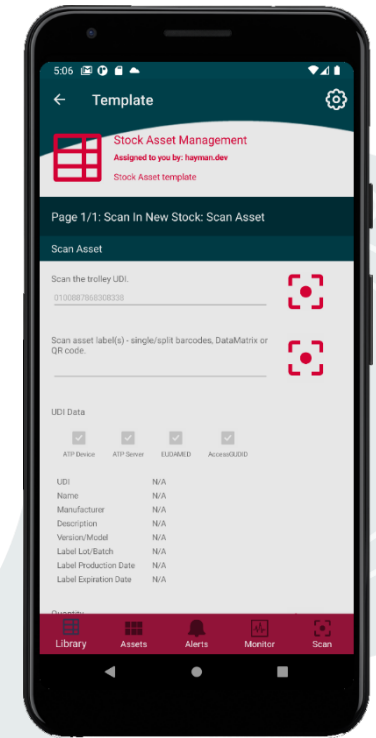 5:06
Template
Stock Asset Management
Assigned to you by: hayman.dev
Stock Asset template
Page 1/1: Scan In New Stock: Scan Asset
Scan Asset
Scan the trolley UDI.
0100887868308338
Scan asset label(s) - single/split barcodes, DataMatrix or
QR code.
UDI Data
ATP Device ATP Server EUDAMED AccessGUDID
UDI N/A
Name N/A
Manufacturer N/A
Description N/A
Version/Model N/A
Label Lot/Batch N/A
Label Production Date N/A
Label Expiration Date N/A
Quantity
Library Assets Alerts Monitor Scan